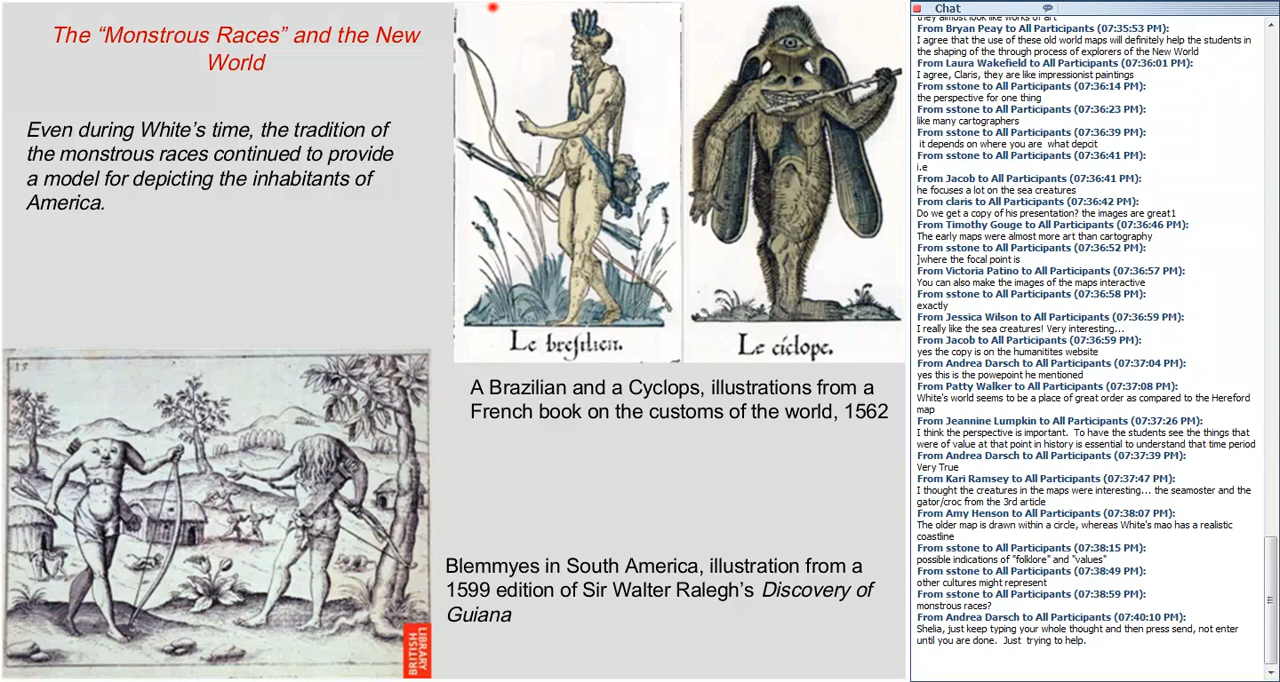 The “Monstrous Races” and the New
World
Even during White’s time, the tradition of
the monstrous races continued to provide
a model for depicting the inhabitants of
America.
Le bresilien.
Le ciclope.
A Brazilian and a Cyclops, illustrations from a
French book on the customs of the world, 1562
15
BRITISH
LIBRARY
Blemmyes in South America, illustration from a
1599 edition of Sir Walter Ralegh’s Discovery of
Guiana
Chat
they almost look like works of art
From Bryan Peay to All Participants (07:35:53 PM):
I agree that the use of these old world maps will definitely help the students in
the shaping of the through process of explorers of the New World
From Laura Wakefield to All Participants (07:36:01 PM):
I agree, Claris, they are like impressionist paintings
From sstone to All Participants (07:36:14 PM):
the perspective for one thing
From sstone to All Participants (07:36:23 PM):
like many cartographers
From sstone to All Participants (07:36:39 PM):
it depends on where you are what depcit
From sstone to All Participants (07:36:41 PM):
i.e
From Jacob to All Participants (07:36:41 PM):
he focuses a lot on the sea creatures
From claris to All Participants (07:36:42 PM):
Do we get a copy of his presentation? the images are great1
From Timothy Gouge to All Participants (07:36:46 PM):
The early maps were almost more art than cartography
From sstone to All Participants (07:36:52 PM):
]where the focal point is
From Victoria Patino to All Participants (07:36:57 PM):
You can also make the images of the maps interactive
From sstone to All Participants (07:36:58 PM):
exactly
From Jessica Wilson to All Participants (07:36:59 PM):
I really like the sea creatures! Very interesting...
From Jacob to All Participants (07:36:59 PM):
yes the copy is on the humanitites website
From Andrea Darsch to All Participants (07:37:04 PM):
yes this is the powepoint he mentioned
From Patty Walker to All Participants (07:37:08 PM):
White's world seems to be a place of great order as compared to the Hereford
map
From Jeannine Lumpkin to All Participants (07:37:26 PM):
I think the perspective is important. To have the students see the things that
were of value at that point in history is essential to understand that time period
From Andrea Darsch to All Participants (07:37:39 PM):
Very True
From Kari Ramsey to All Participants (07:37:47 PM):
I thought the creatures in the maps were interesting... the seamoster and the
gator/croc from the 3rd article
From Amy Henson to All Participants (07:38:07 PM):
The older map is drawn within a circle, whereas White's mao has a realistic
coastline
From sstone to All Participants (07:38:15 PM):
possible indications of "folklore" and "values"
From sstone to All Participants (07:38:49 PM):
other cultures might represent
From sstone to All Participants (07:38:59 PM):
monstrous races?
From Andrea Darsch to All Participants (07:40:10 PM):
Shelia, just keep typing your whole thought and then press send, not enter
until you are done. Just trying to help.